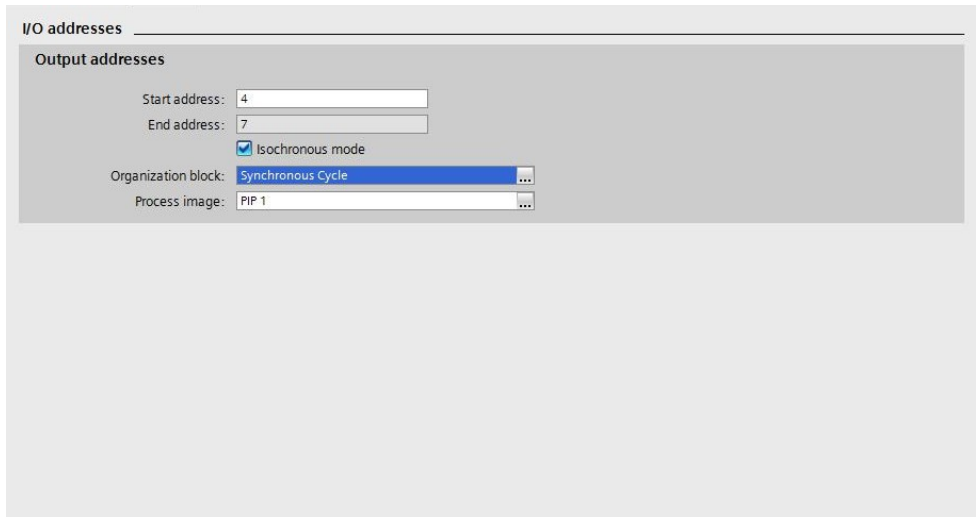 I/O addresses
Output addresses
Start address: 4
End address: 7
Isochronous mode
Organization block: Synchronous Cycle ...
Process image: PIP 1 ...